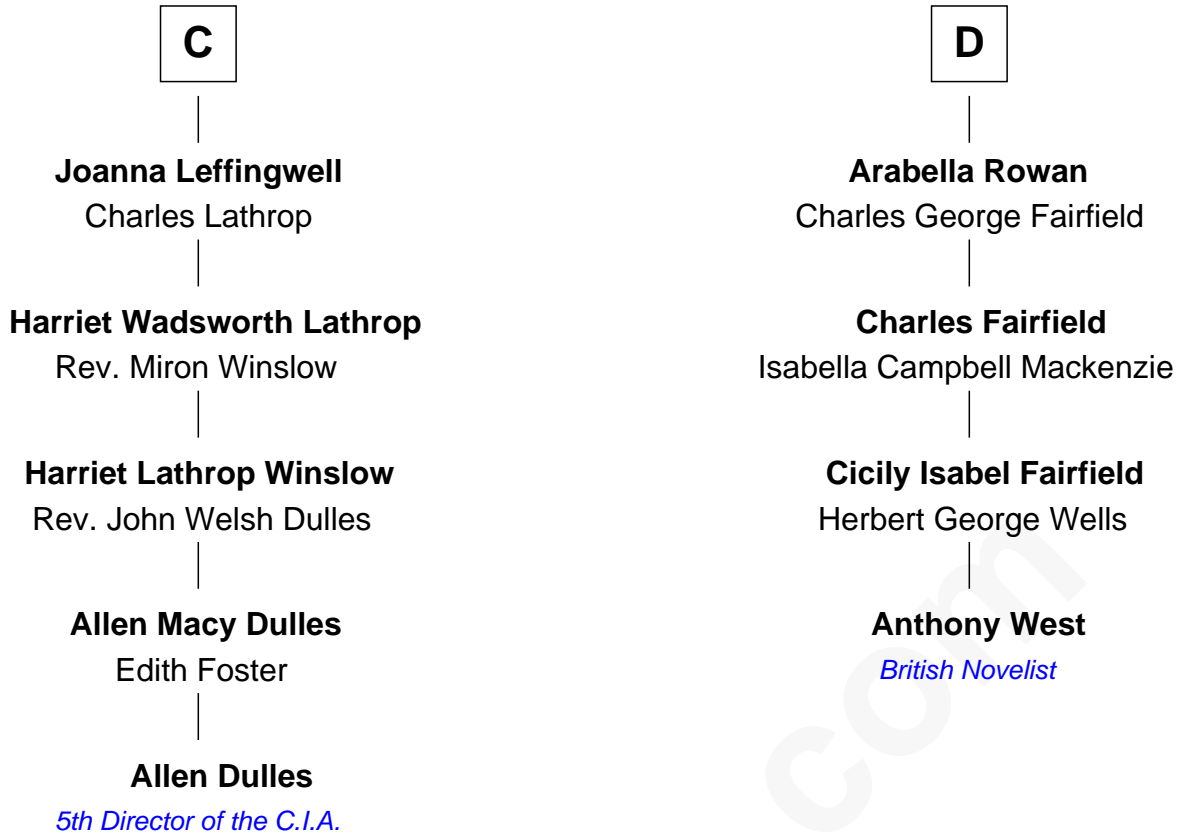 C
Joanna Leffingwell
Charles Lathrop
Harriet Wadsworth Lathrop
Rev. Miron Winslow
Harriet Lathrop Winslow
Rev. John Welsh Dulles
Allen Macy Dulles
Edith Foster
Allen Dulles
5th Director of the C.I.A.
D
Arabella Rowan
Charles George Fairfield
Charles Fairfield
Isabella Campbell Mackenzie
Cicily Isabel Fairfield
Herbert George Wells
Anthony West
British Novelist
com